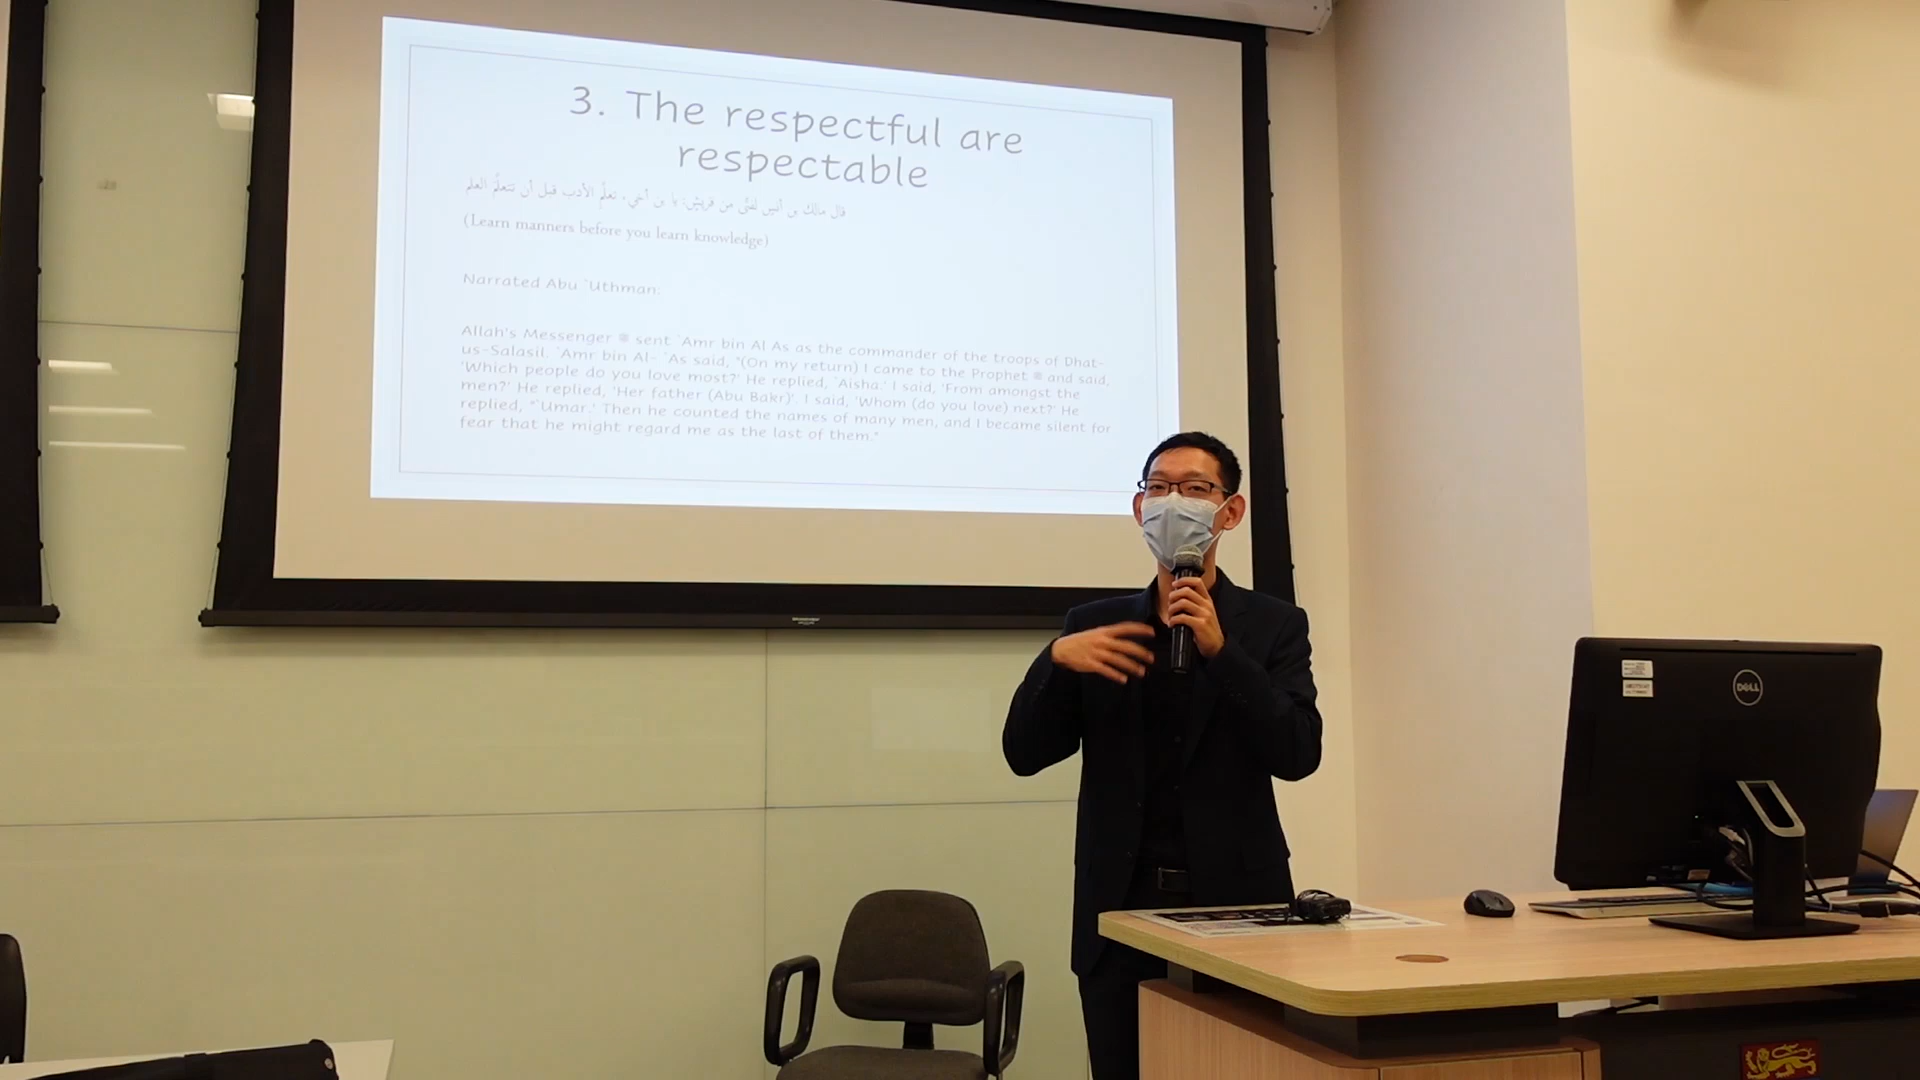 3. The respectful are
respectable
قال مالك بن أنس لفتى من قريش: يا بن أخي، تعلّم الأدب قبل أن تتعلّم العلم
(Learn manners before you learn knowledge)
Narrated Abu `Uthman:
Allah's Messenger ﷺ sent `Amr bin Al As as the commander of the troops of Dhat-
us-Salasil. `Amr bin Al- `As said, "(On my return) I came to the Prophet ﷺ and said,
'Which people do you love most?' He replied, `Aisha.' I said, 'From amongst the
men?' He replied, 'Her father (Abu Bakr)'. I said, 'Whom (do you love) next?' He
replied, "`Umar.' Then he counted the names of many men, and I became silent for
fear that he might regard me as the last of them."
DELL